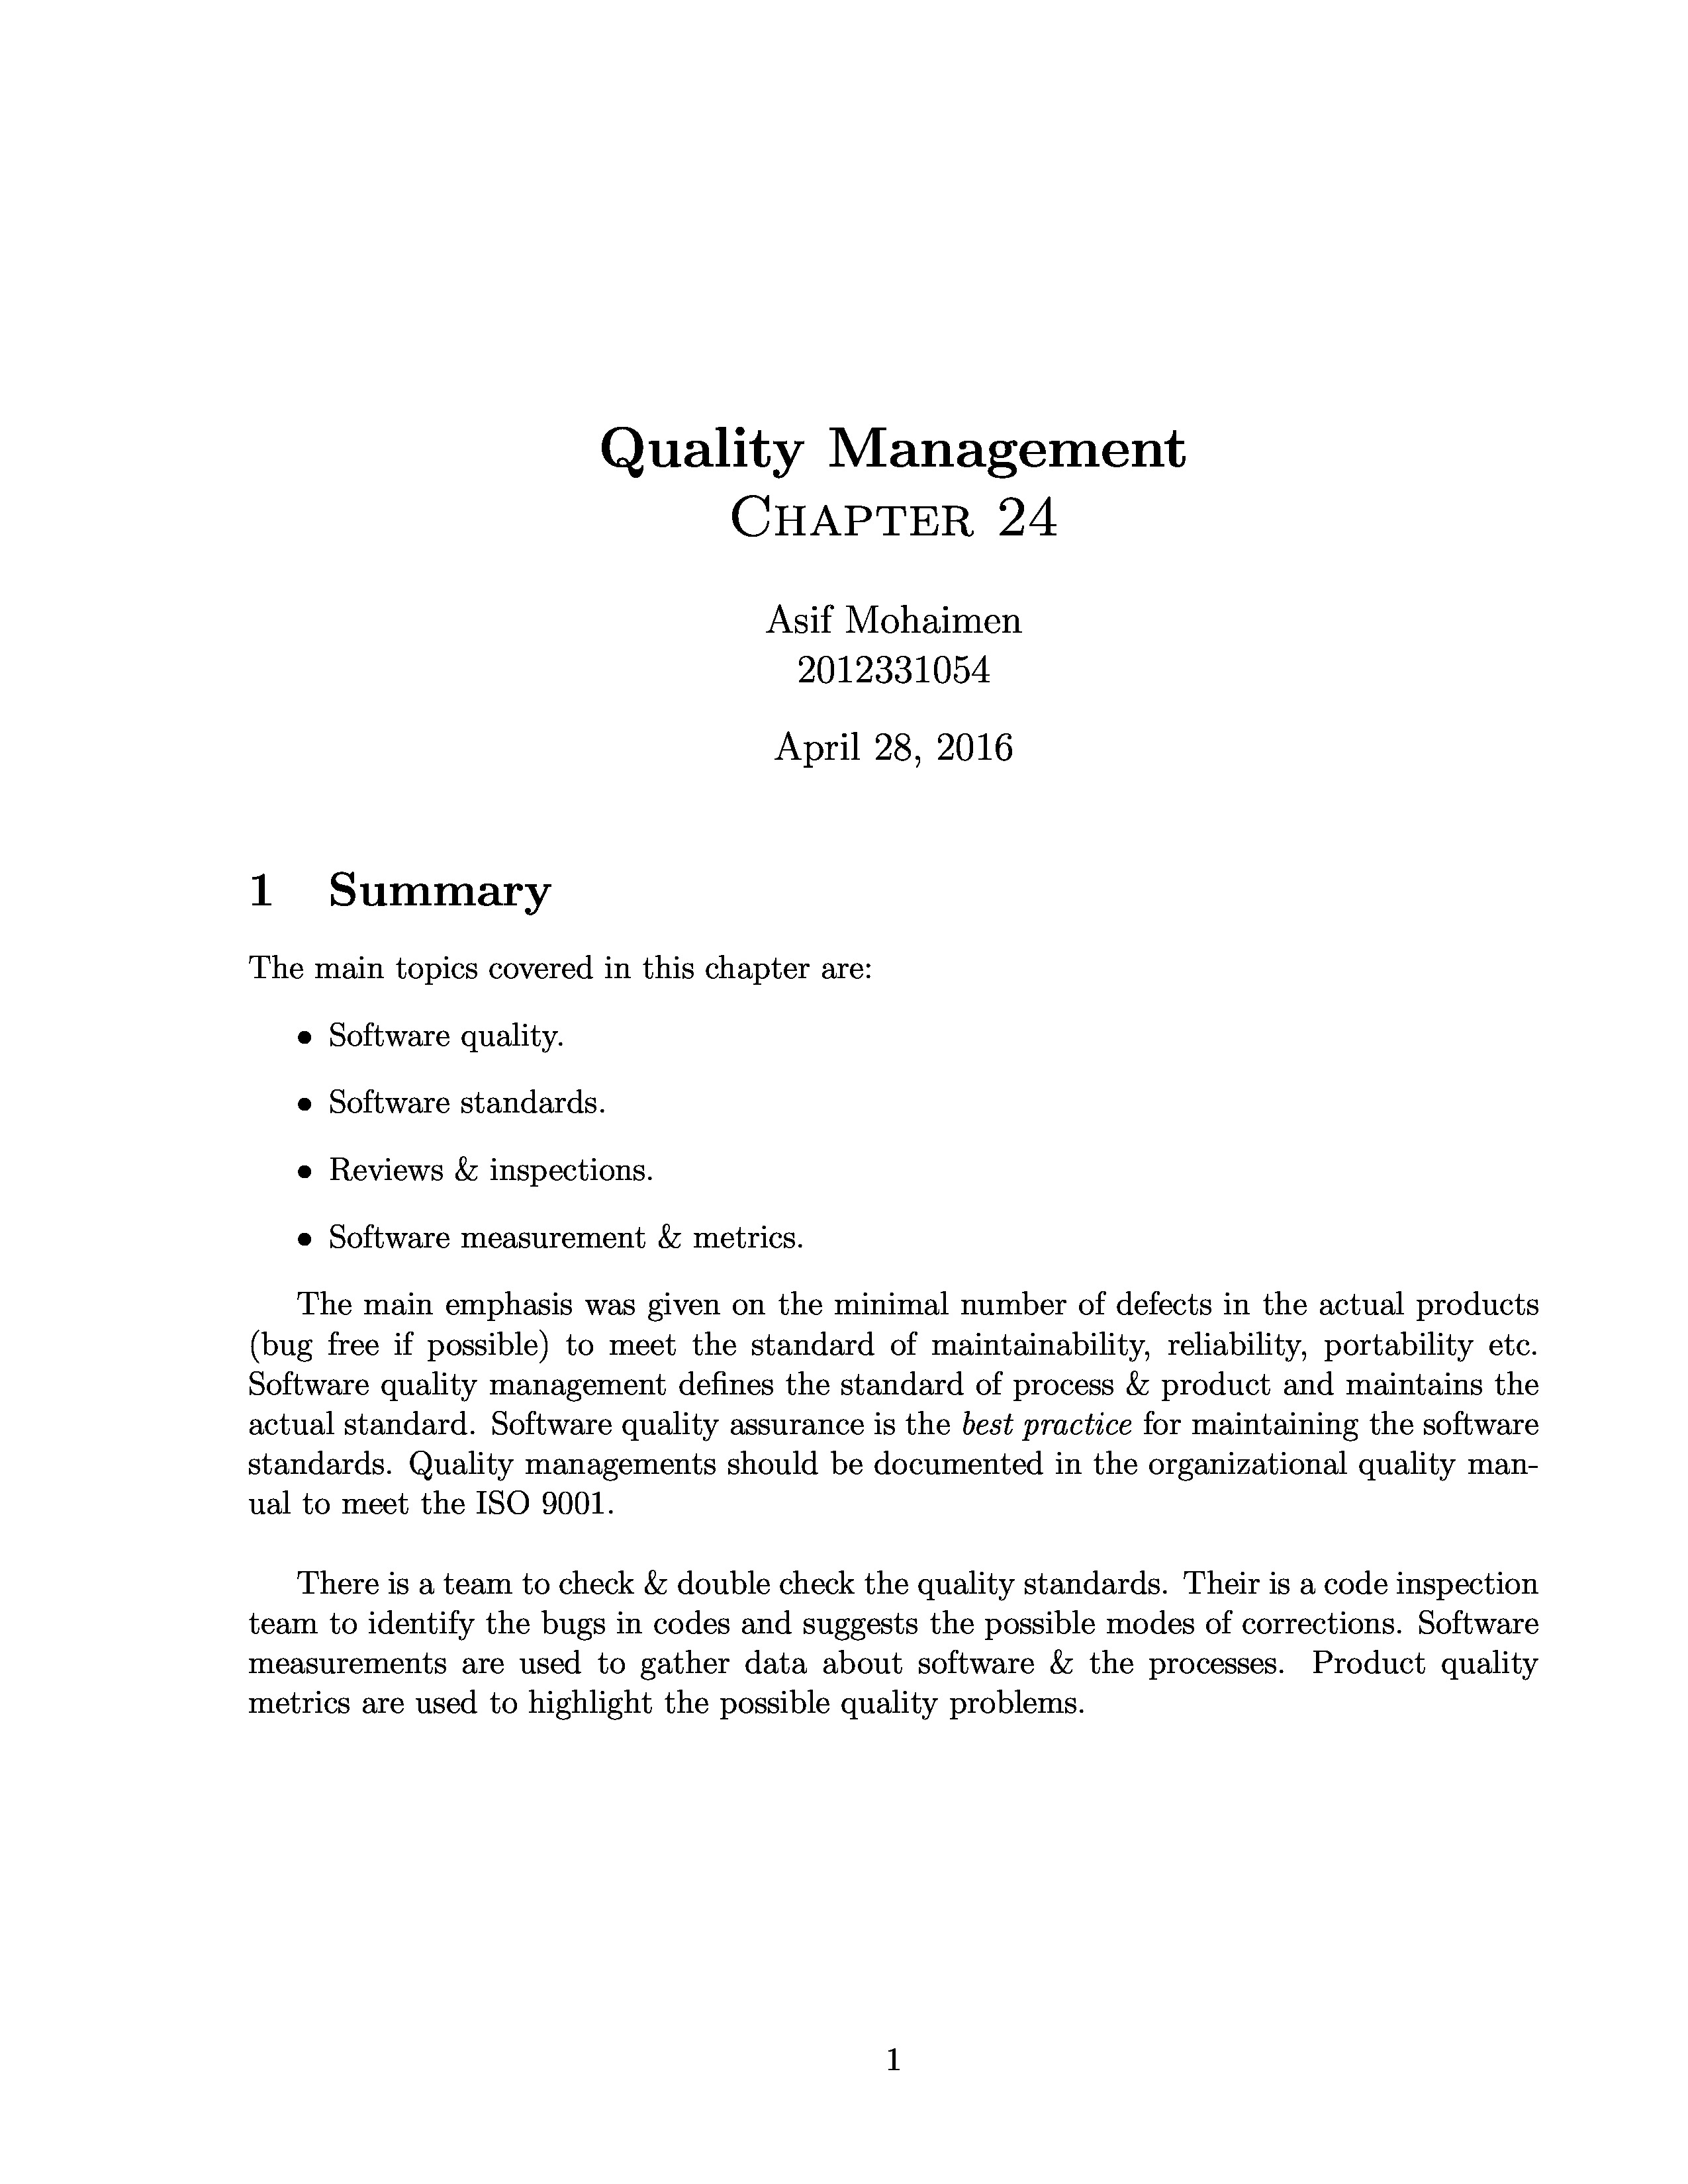 Quality Management
Chapter 24
Asif Mohaimen
2012331054
April 28, 2016
1 Summary
The main topics covered in this chapter are:
• Software quality.
• Software standards.
• Reviews & inspections.
• Software measurement & metrics.
The main emphasis was given on the minimal number of defects in the actual products
(bug free if possible) to meet the standard of maintainability, reliability, portability etc.
Software quality management defines the standard of process & product and maintains the
actual standard. Software quality assurance is the best practice for maintaining the software
standards. Quality managements should be documented in the organizational quality man-
ual to meet the ISO 9001.
There is a team to check & double check the quality standards. Their is a code inspection
team to identify the bugs in codes and suggests the possible modes of corrections. Software
measurements are used to gather data about software & the processes. Product quality
metrics are used to highlight the possible quality problems.
1